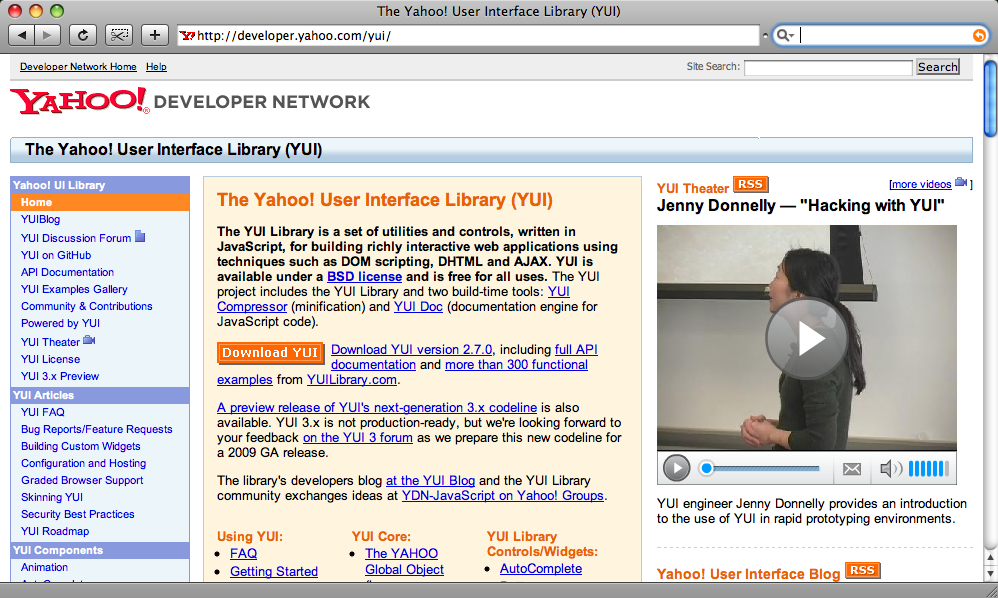 The Yahoo! User Interface Library (YUI)
http://developer.yahoo.com/yui/
Developer Network Home Help
Site Search: Search
YAHOO! DEVELOPER NETWORK
The Yahoo! User Interface Library (YUI)
Yahoo! UI Library
Home
YUIBlog
YUI Discussion Forum
YUI on GitHub
API Documentation
YUI Examples Gallery
Community & Contributions
Powered by YUI
YUI Theater
YUI License
YUI 3.x Preview
YUI Articles
YUI FAQ
Bug Reports/Feature Requests
Building Custom Widgets
Configuration and Hosting
Graded Browser Support
Skinning YUI
Security Best Practices
YUI Roadmap
YUI Components
Animation
The Yahoo! User Interface Library (YUI)
The YUI Library is a set of utilities and controls, written in
JavaScript, for building richly interactive web applications using
techniques such as DOM scripting, DHTML and AJAX. YUI is
available under a BSD license and is free for all uses. The YUI
project includes the YUI Library and two build-time tools: YUI
Compressor (minification) and YUI Doc (documentation engine for
JavaScript code).
Download YUI Download YUI version 2.7.0, including full API
documentation and more than 300 functional
examples from YUILibrary.com.
A preview release of YUI's next-generation 3.x codeline is also
available. YUI 3.x is not production-ready, but we're looking forward to
your feedback on the YUI 3 forum as we prepare this new codeline for
a 2009 GA release.
The library's developers blog at the YUI Blog and the YUI Library
community exchanges ideas at YDN-JavaScript on Yahoo! Groups.
Using YUI:
FAQ
Getting Started
YUI Core:
The YAHOO
Global Object
YUI Library
Controls/Widgets:
AutoComplete
YUI Theater RSS [more videos ]
Jenny Donnelly — "Hacking with YUI"
YUI engineer Jenny Donnelly provides an introduction
to the use of YUI in rapid prototyping environments.
Yahoo! User Interface Blog RSS